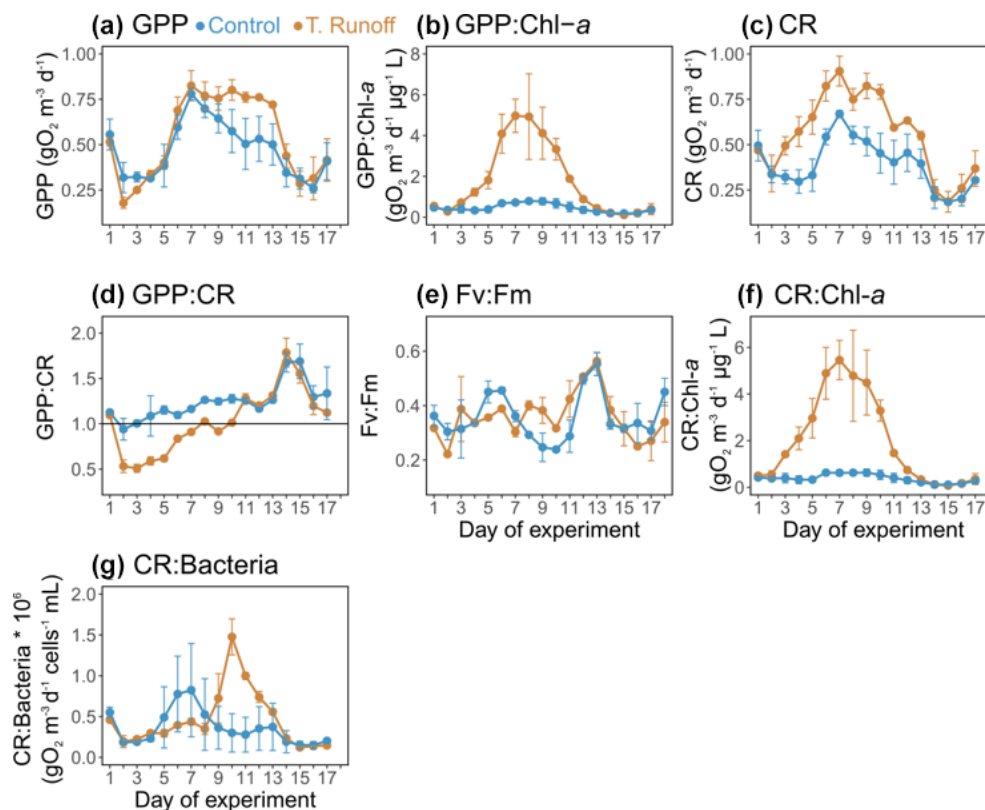 (a) GPP Control T. Runoff
GPP (gO₂ m⁻³ d⁻¹)
1.00
0.75
0.50
0.25
1 3 5 7 9 11 13 15 17
(b) GPP:Chl−a
GPP:Chl-a
(gO₂ m⁻³ d⁻¹ µg⁻¹ L)
8
6
4
2
0
1 3 5 7 9 11 13 15 17
(c) CR
CR (gO₂ m⁻³ d⁻¹)
1.00
0.75
0.50
0.25
1 3 5 7 9 11 13 15 17
(d) GPP:CR
GPP:CR
2.0
1.5
1.0
0.5
1 3 5 7 9 11 13 15 17
(e) Fv:Fm
Fv:Fm
0.6
0.4
0.2
1 3 5 7 9 11 13 15 17
Day of experiment
(f) CR:Chl-a
CR:Chl-a
(gO₂ m⁻³ d⁻¹ µg⁻¹ L)
6
4
2
0
1 3 5 7 9 11 13 15 17
Day of experiment
(g) CR:Bacteria
CR:Bacteria * 10⁶
(gO₂ m⁻³ d⁻¹ cells⁻¹ mL)
2.0
1.5
1.0
0.5
0.0
1 3 5 7 9 11 13 15 17
Day of experiment